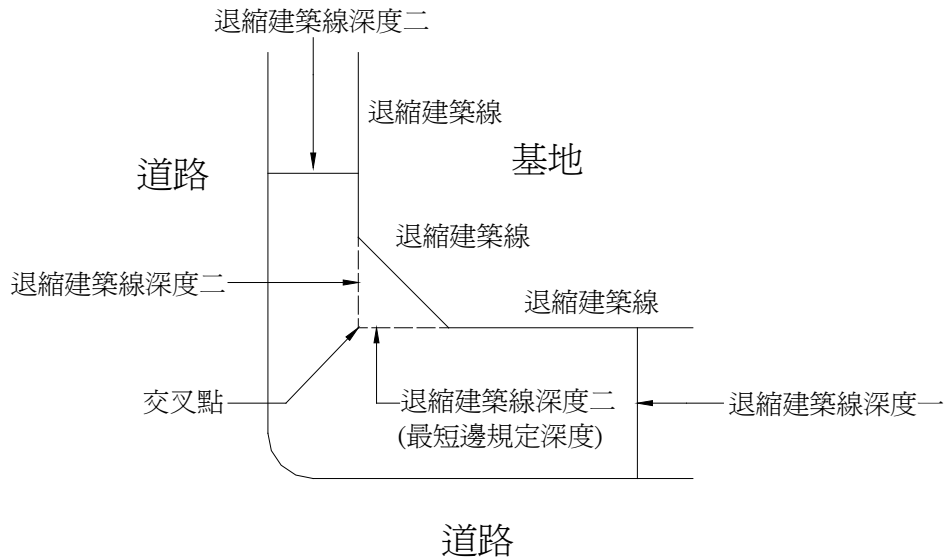 退縮建築線深度二
退縮建築線
道路
基地
退縮建築線
退縮建築線深度二
退縮建築線
交叉點
退縮建築線深度二
(最短邊規定深度)
退縮建築線深度一
道路